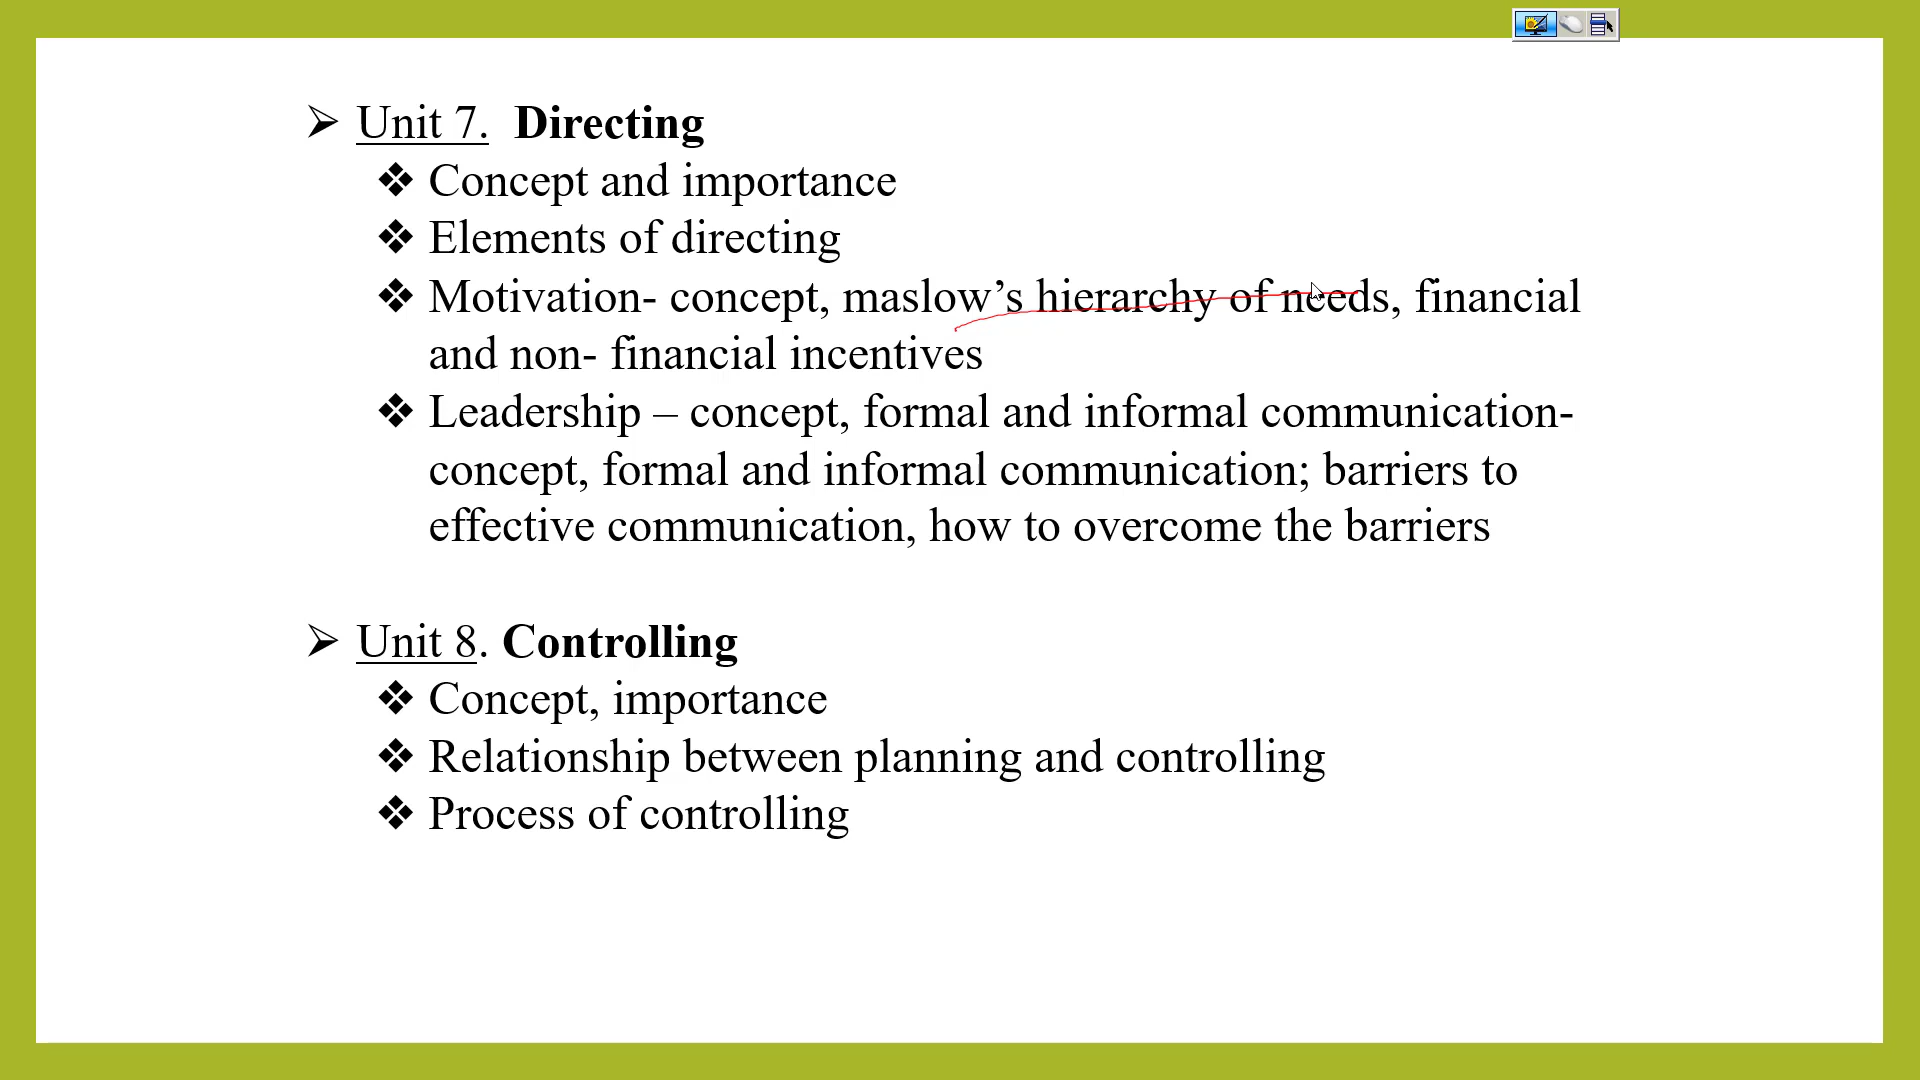 ➢ Unit 7. Directing
❖ Concept and importance
❖ Elements of directing
❖ Motivation- concept, maslow’s hierarchy of needs, financial
and non- financial incentives
❖ Leadership – concept, formal and informal communication-
concept, formal and informal communication; barriers to
effective communication, how to overcome the barriers
➢ Unit 8. Controlling
❖ Concept, importance
❖ Relationship between planning and controlling
❖ Process of controlling